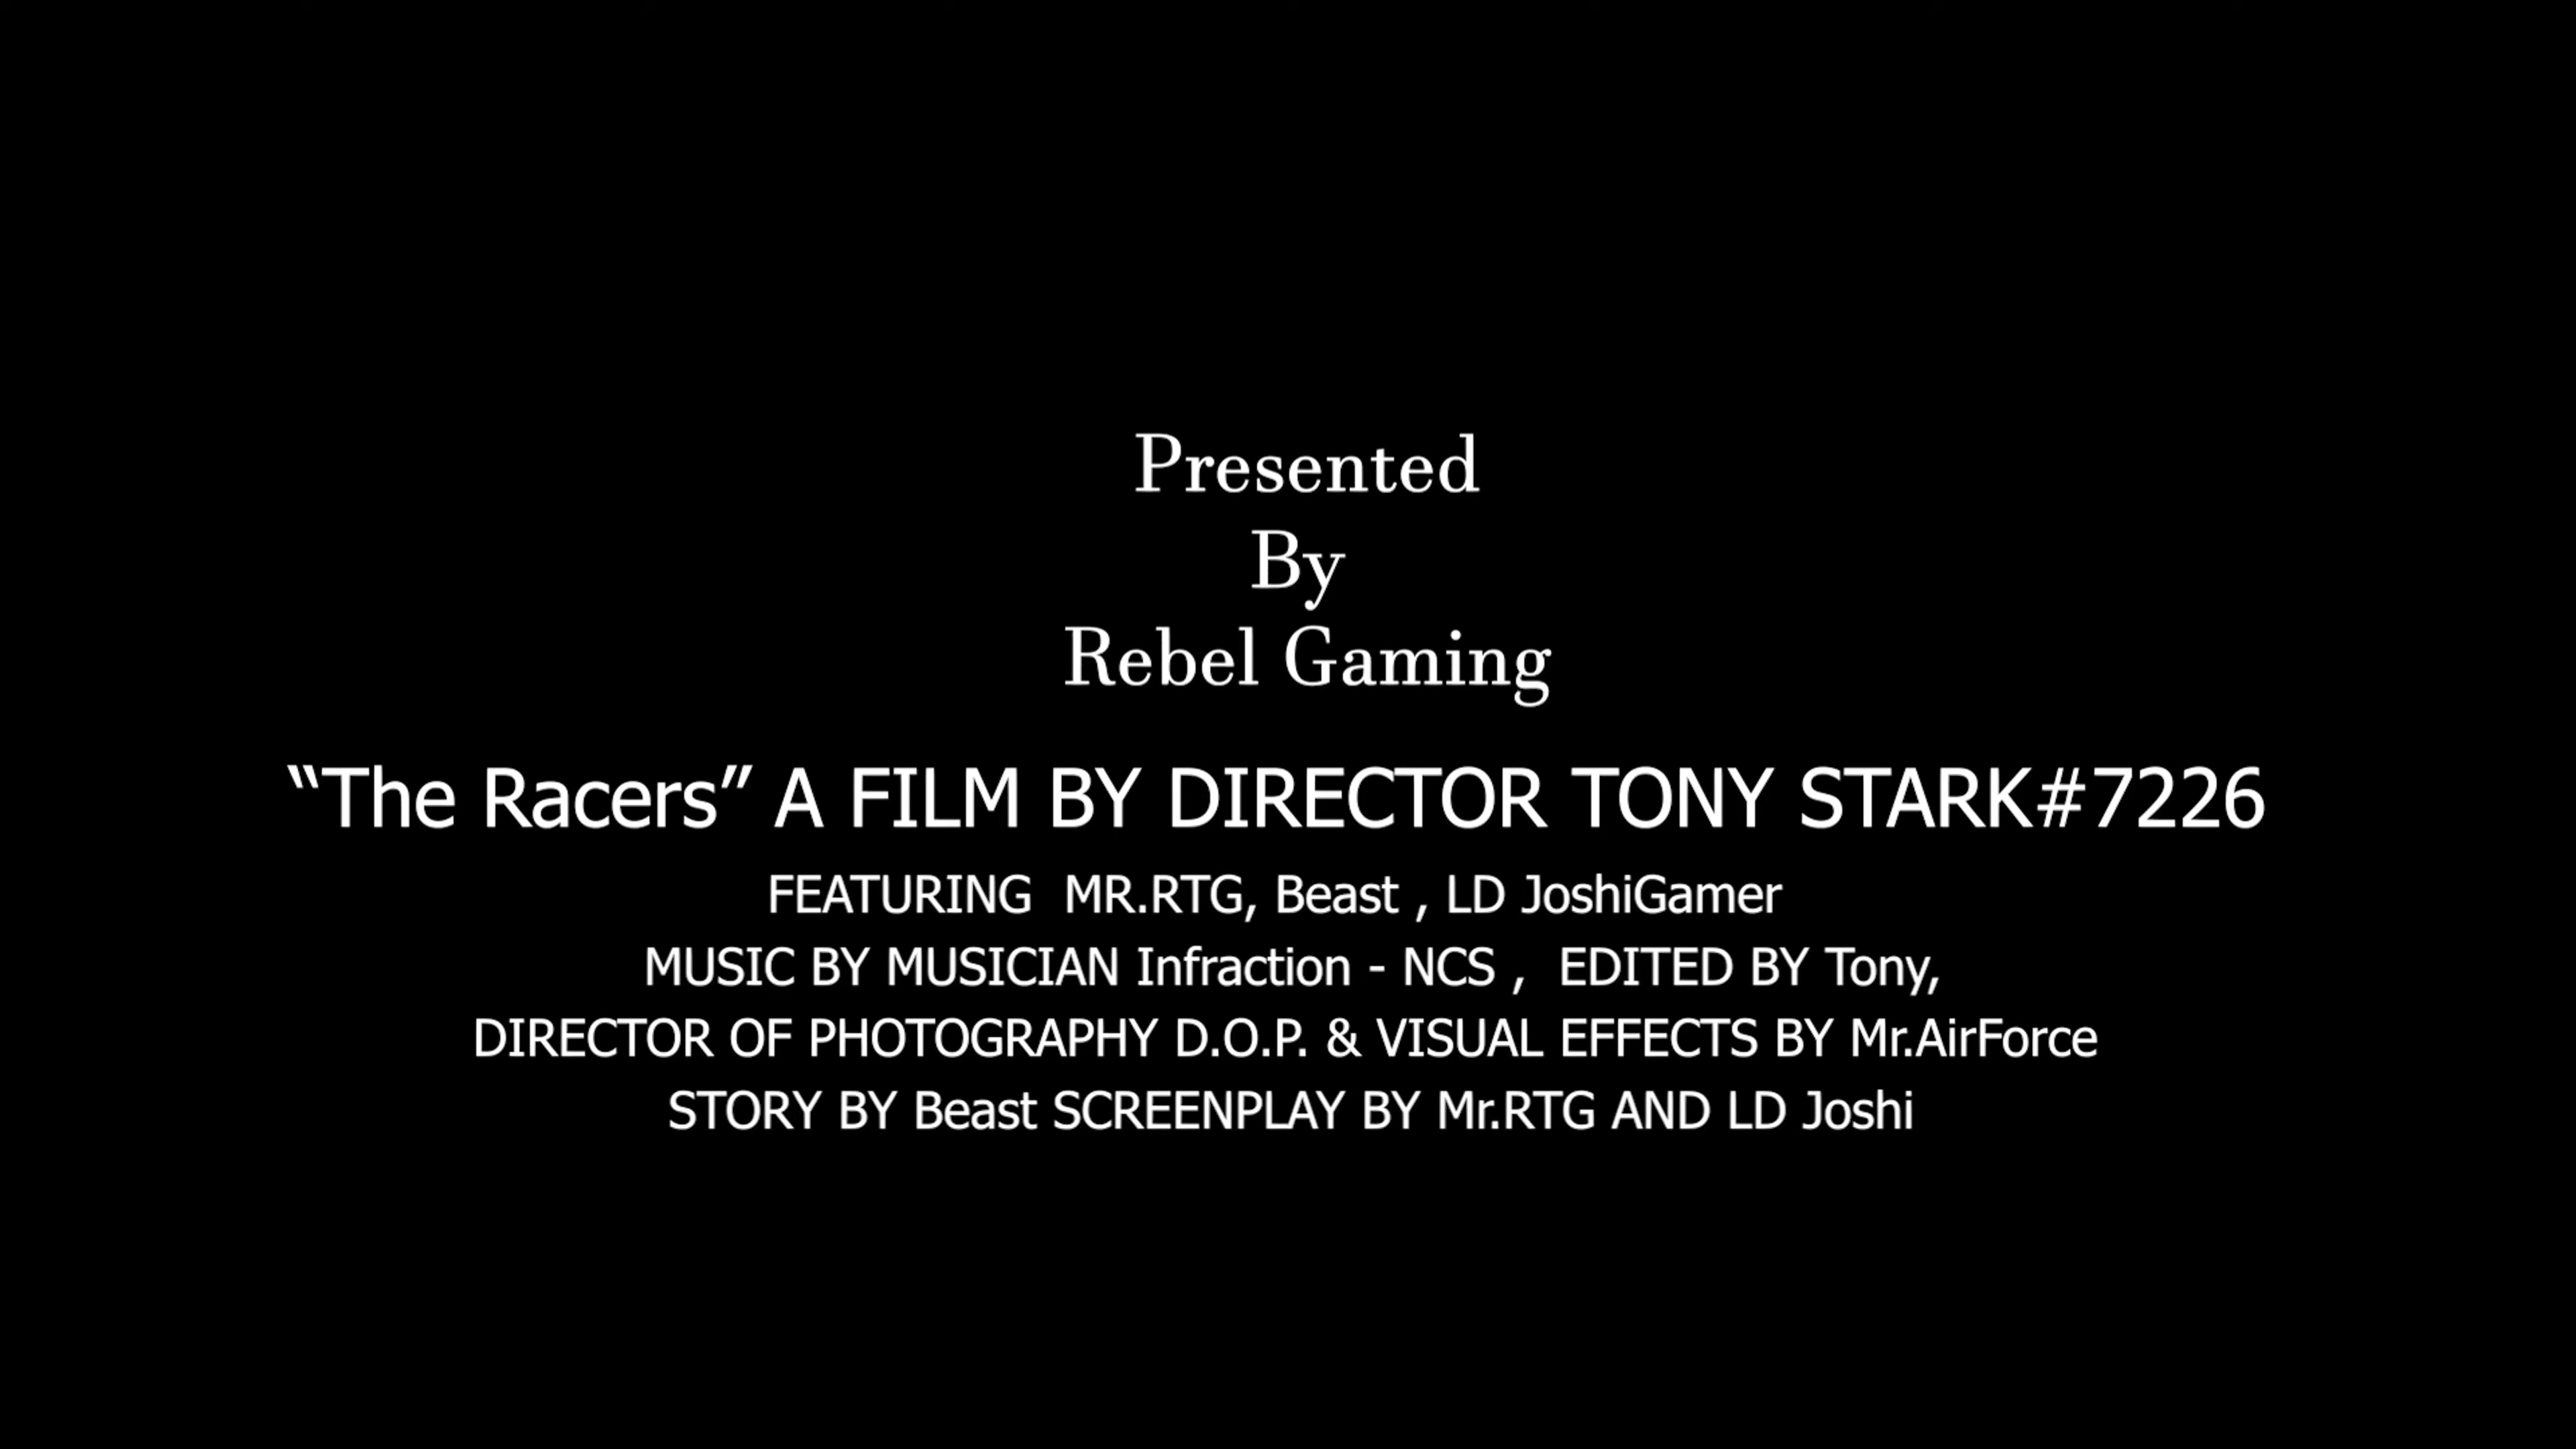 Presented
By
Rebel Gaming
“The Racers” A FILM BY DIRECTOR TONY STARK#7226
FEATURING  MR.RTG, Beast , LD JoshiGamer
MUSIC BY MUSICIAN Infraction - NCS ,  EDITED BY Tony,
DIRECTOR OF PHOTOGRAPHY D.O.P. & VISUAL EFFECTS BY Mr.AirForce
STORY BY Beast SCREENPLAY BY Mr.RTG AND LD Joshi